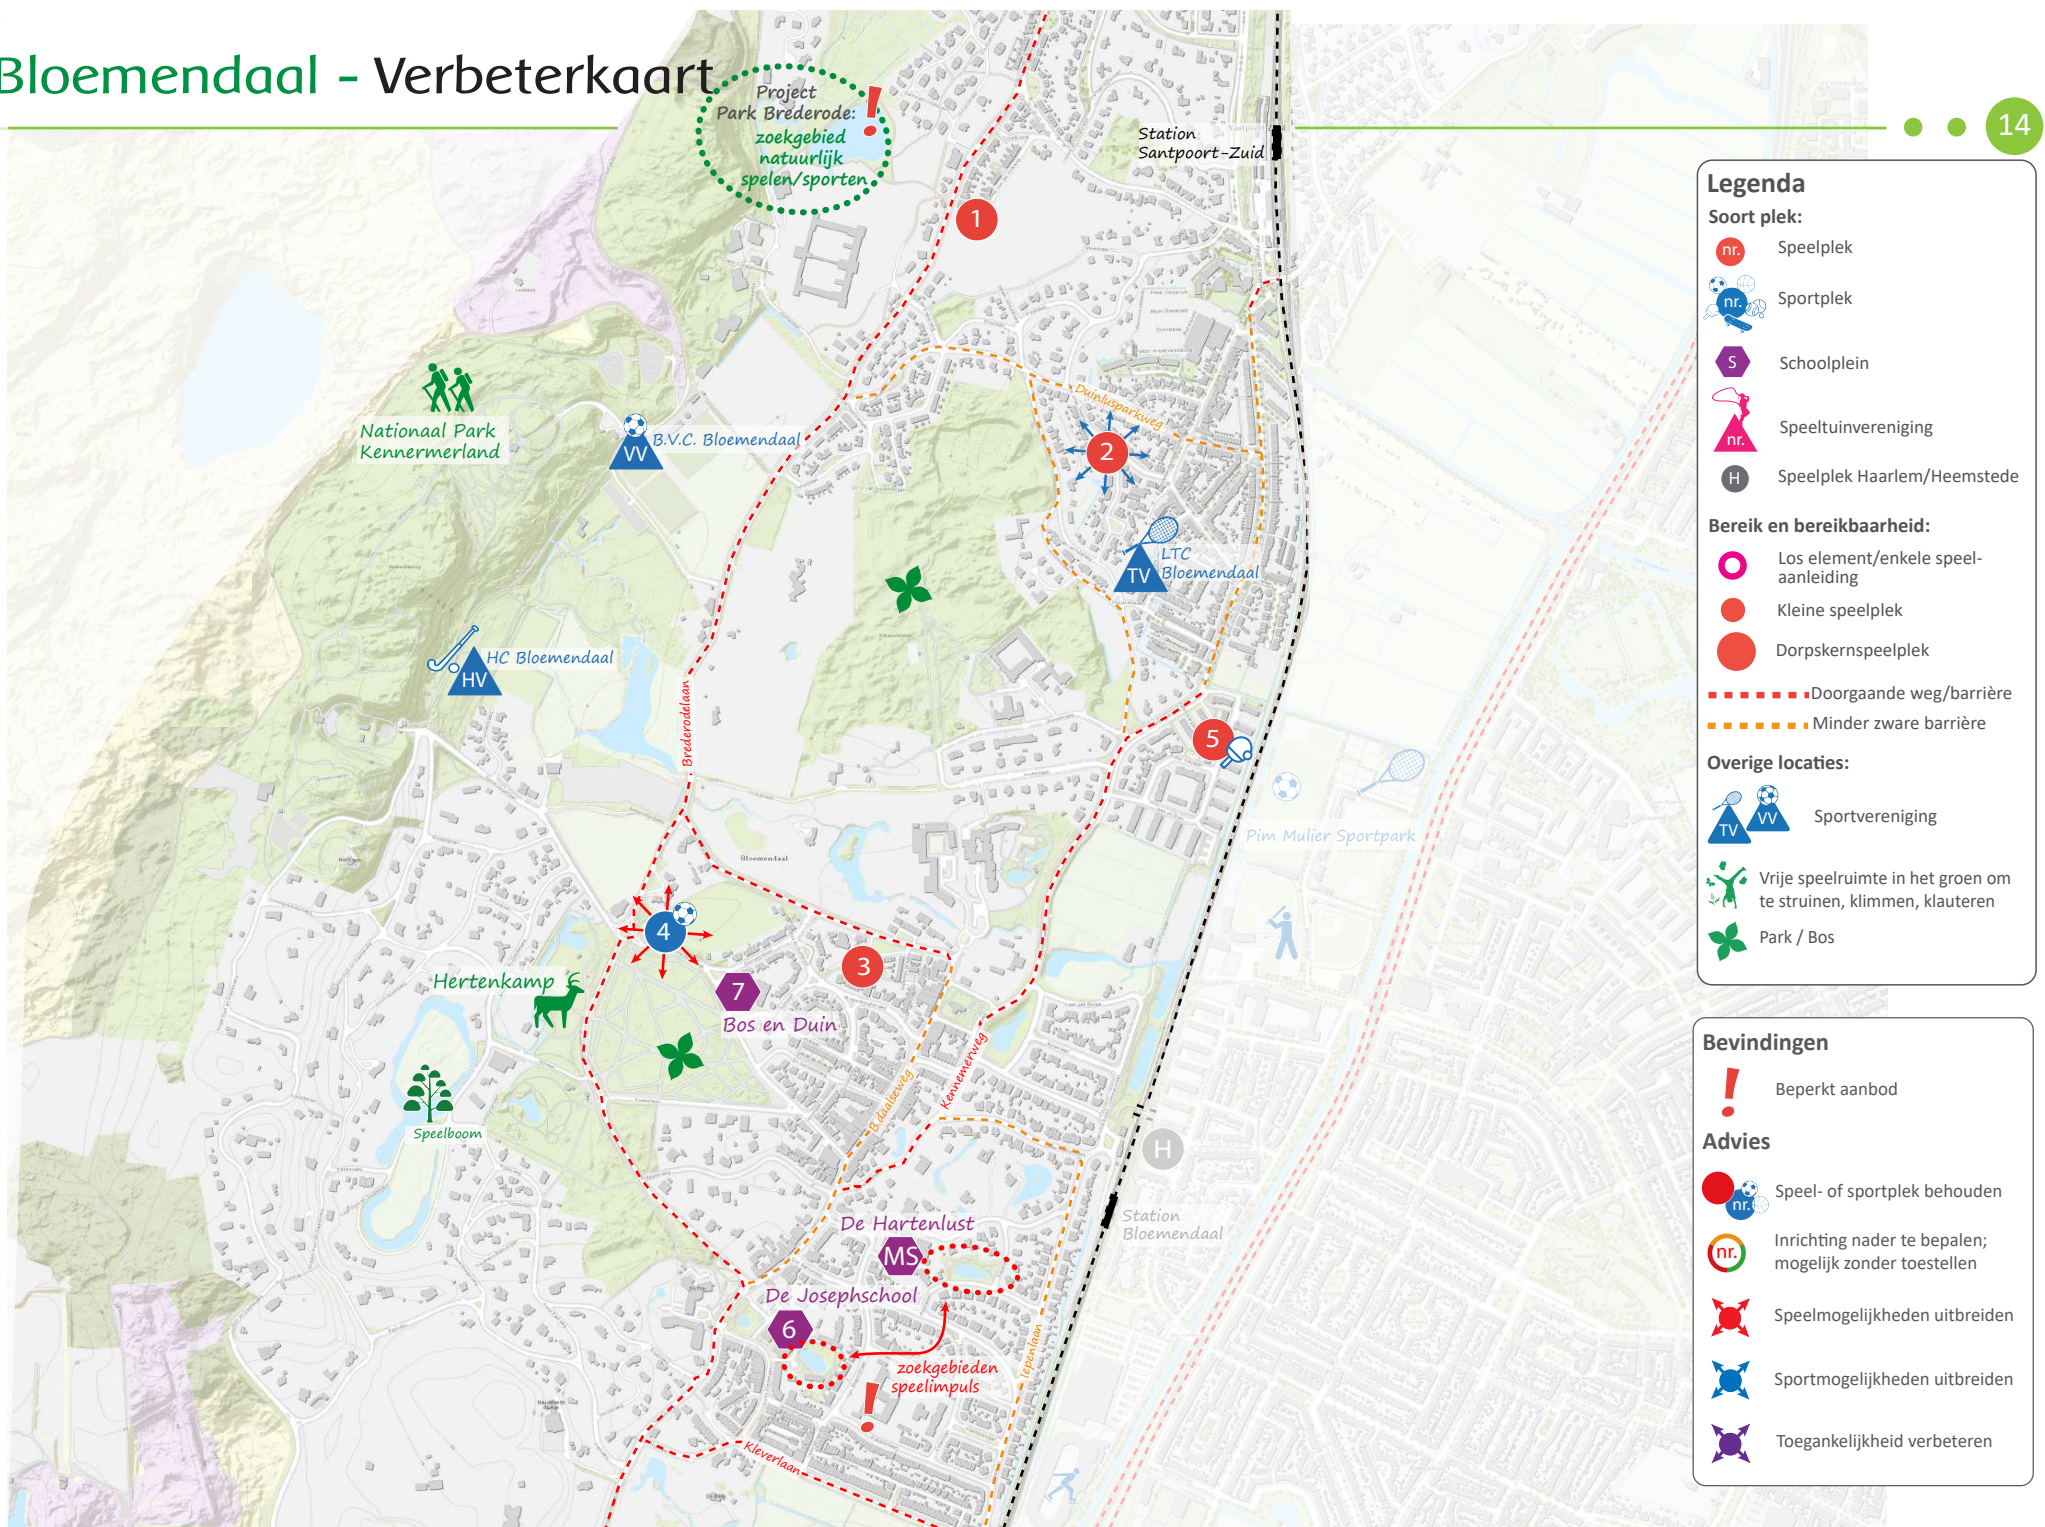 Bloemendaal - Verbeterkaart
14
Project
Park Brederode:
zoekgebied
natuurlijk
spelen/sporten
Station
Santpoort-Zuid
1
Nationaal Park
Kennermerland
VV
B.V.C. Bloemendaal
Duinlusparkweg
2
TV
LTC
Bloemendaal
HV
HC Bloemendaal
Brederodelaan
5
Pim Mulier Sportpark
Bloemendaal
4
3
Hertenkamp
7
Bos en Duin
Speelboom
B.daalseweg
Kennemerweg
H
Station
Bloemendaal
De Hartenlust
MS
De Josephschool
6
zoekgebieden
speelimpuls
Iepenlaan
Kleverlaan
Legenda
Soort plek:
nr.
Speelplek
nr.
Sportplek
S
Schoolplein
nr.
Speeltuinvereniging
H
Speelplek Haarlem/Heemstede
Bereik en bereikbaarheid:
Los element/enkele speel-
aanleiding
Kleine speelplek
Dorpskernspeelplek
Doorgaande weg/barrière
Minder zware barrière
Overige locaties:
TV
VV
Sportvereniging
Vrije speelruimte in het groen om
te struinen, klimmen, klauteren
Park / Bos
Bevindingen
Beperkt aanbod
Advies
nr.
Speel- of sportplek behouden
nr.
Inrichting nader te bepalen;
mogelijk zonder toestellen
Speelmogelijkheden uitbreiden
Sportmogelijkheden uitbreiden
Toegankelijkheid verbeteren